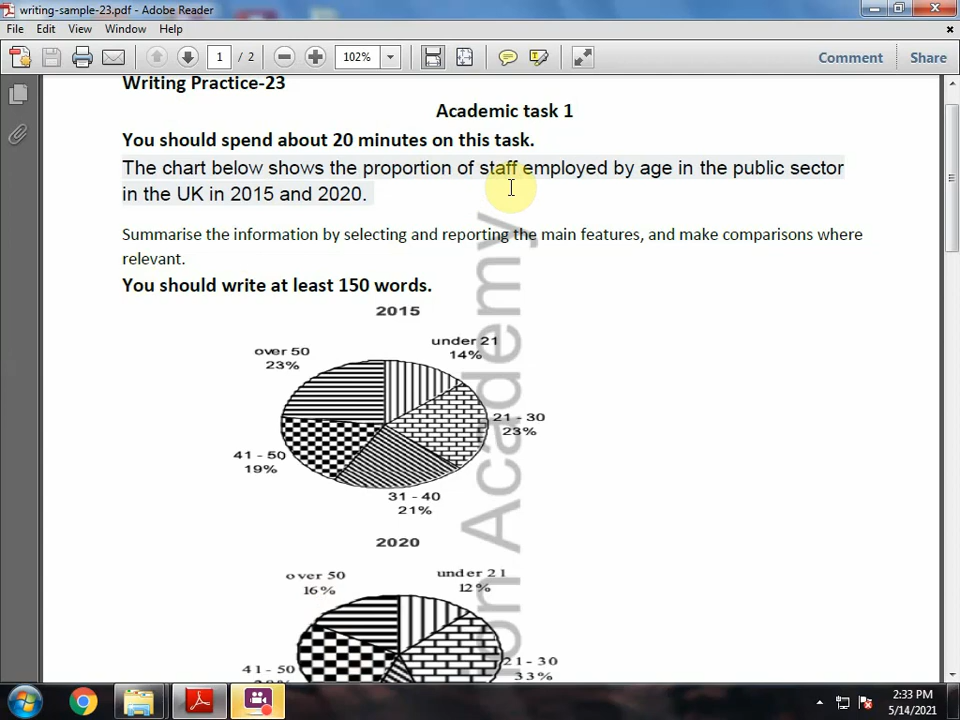 writing-sample-23.pdf - Adobe Reader
File Edit View Window Help
1 / 2 102% Comment Share
Writing Practice-23
Academic task 1
You should spend about 20 minutes on this task.
The chart below shows the proportion of staff employed by age in the public sector
in the UK in 2015 and 2020.
Summarise the information by selecting and reporting the main features, and make comparisons where
relevant.
You should write at least 150 words.
2015
under 21
14%
over 50
23%
21 - 30
23%
41 - 50
19%
31 - 40
21%
2020
over 50
16%
under 21
12%
21 - 30
33%
41 - 50
on Academy
2:33 PM
5/14/2021